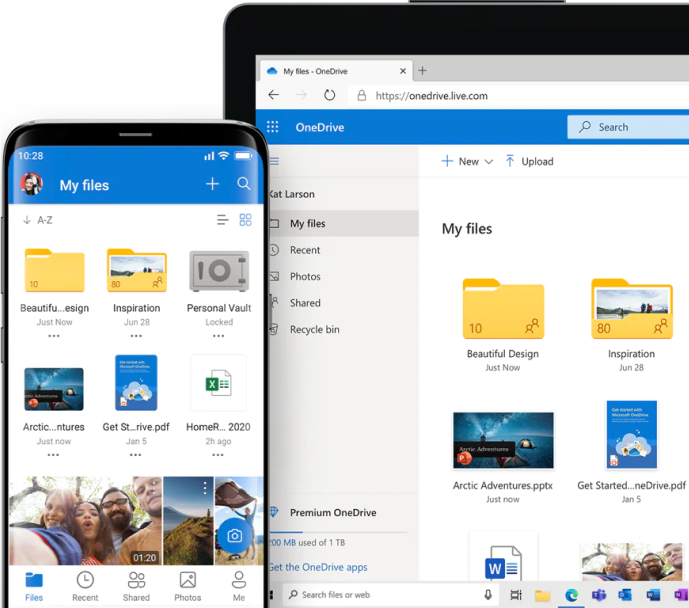 10:28
My files
A-Z
10
Beautifu...esign
Just Now
80
Inspiration
Jun 28
Personal Vault
Locked
Arctic Adventures
Arctic...ntures
Just now
Get started with
Microsoft OneDrive
Get St...rive.pdf
Jan 5
HomeR... 2020
2h ago
01:20
Files
Recent
Shared
Photos
Me
My files - OneDrive
https://onedrive.live.com
OneDrive
Search
Kat Larson
My files
Recent
Photos
Shared
Recycle bin
Premium OneDrive
200 MB used of 1 TB
Get the OneDrive apps
New
Upload
My files
10
Beautiful Design
Just Now
80
Inspiration
Jun 28
Arctic Adventures
P
Arctic Adventures.pptx
Just now
Get started with
Microsoft OneDrive
Get Started...neDrive.pdf
Jan 5
W
Search files or web